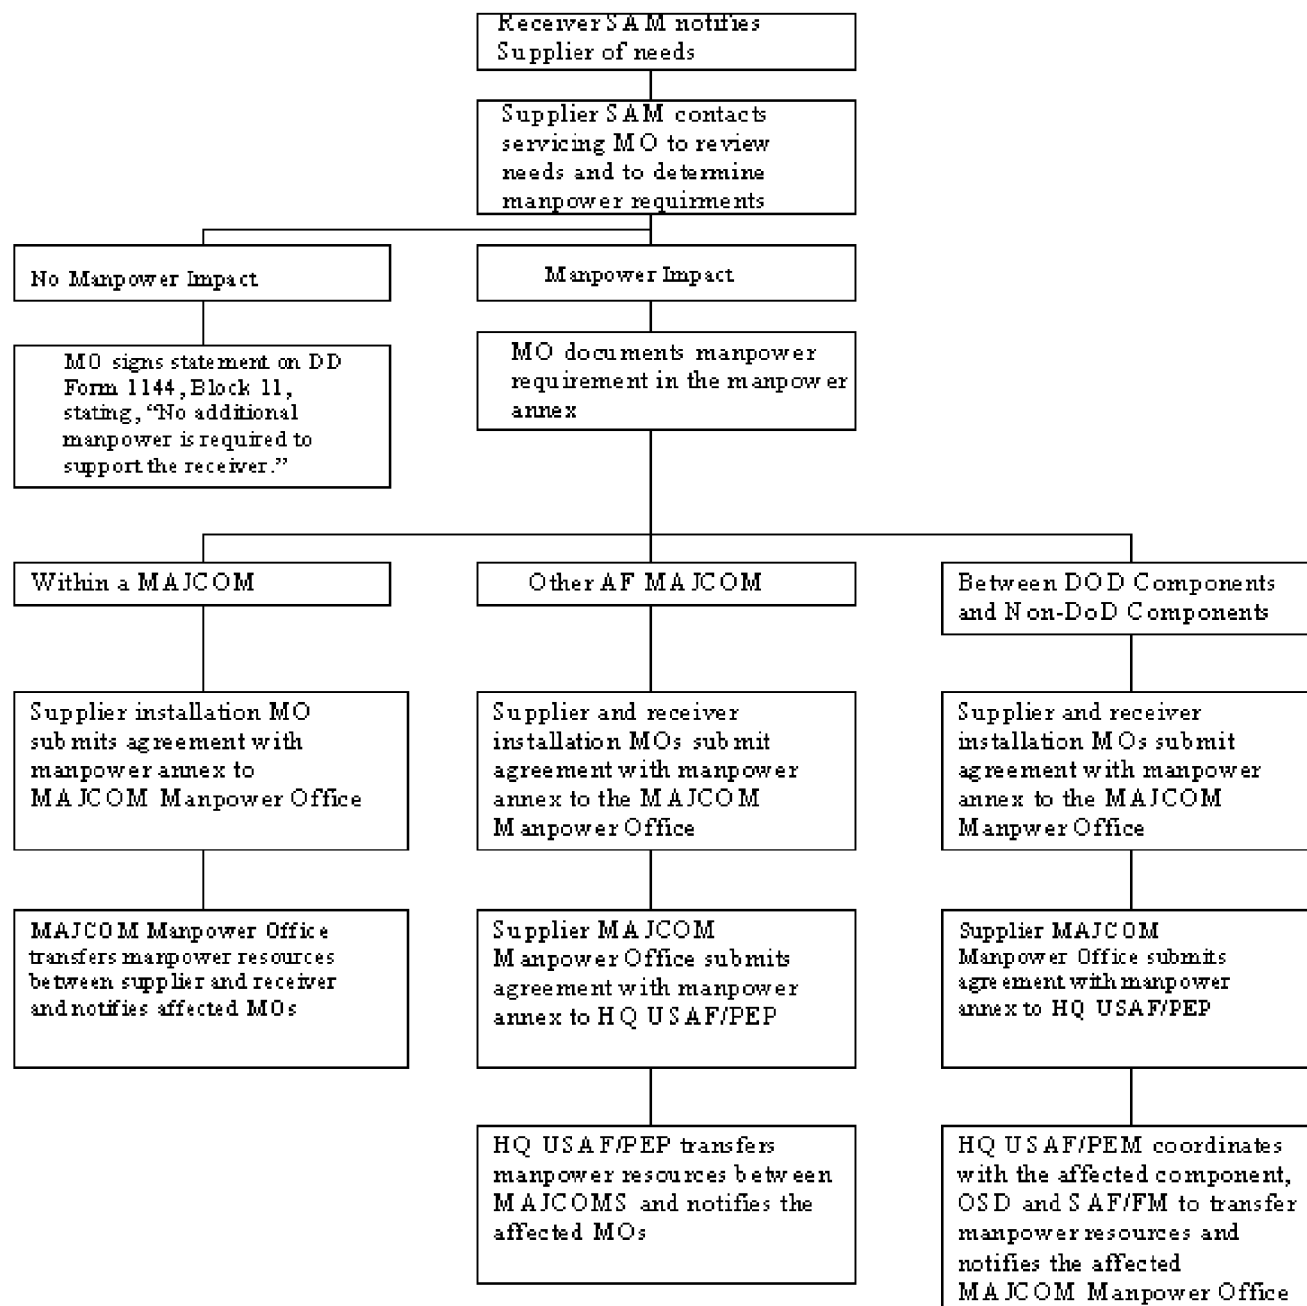 Receiver SAM notifies
Supplier of needs
Supplier SAM contacts
servicing MO to review
needs and to determine
manpower requirments
No Manpower Impact
Manpower Impact
MO signs statement on DD
Form 1144, Block 11,
stating, “No additional
manpower is required to
support the receiver.”
MO documents manpower
requirement in the manpower
annex
Within a MAJCOM
Other AF MAJCOM
Between DOD Components
and Non-DoD Components
Supplier installation MO
submits agreement with
manpower annex to
MAJCOM Manpower Office
Supplier and receiver
installation MOs submit
agreement with manpower
annex to the MAJCOM
Manpower Office
Supplier and receiver
installation MOs submit
agreement with manpower
annex to the MAJCOM
Manpwer Office
MAJCOM Manpower Office
transfers manpower resources
between supplier and receiver
and notifies affected MOs
Supplier MAJCOM
Manpower Office submits
agreement with manpower
annex to HQ USAF/PEP
Supplier MAJCOM
Manpower Office submits
agreement with manpower
annex to HQ USAF/PEP
HQ USAF/PEP transfers
manpower resources between
MAJCOMS and notifies the
affected MOs
HQ USAF/PEM coordinates
with the affected component,
OSD and SAF/FM to transfer
manpower resources and
notifies the affected
MAJCOM Manpower Office